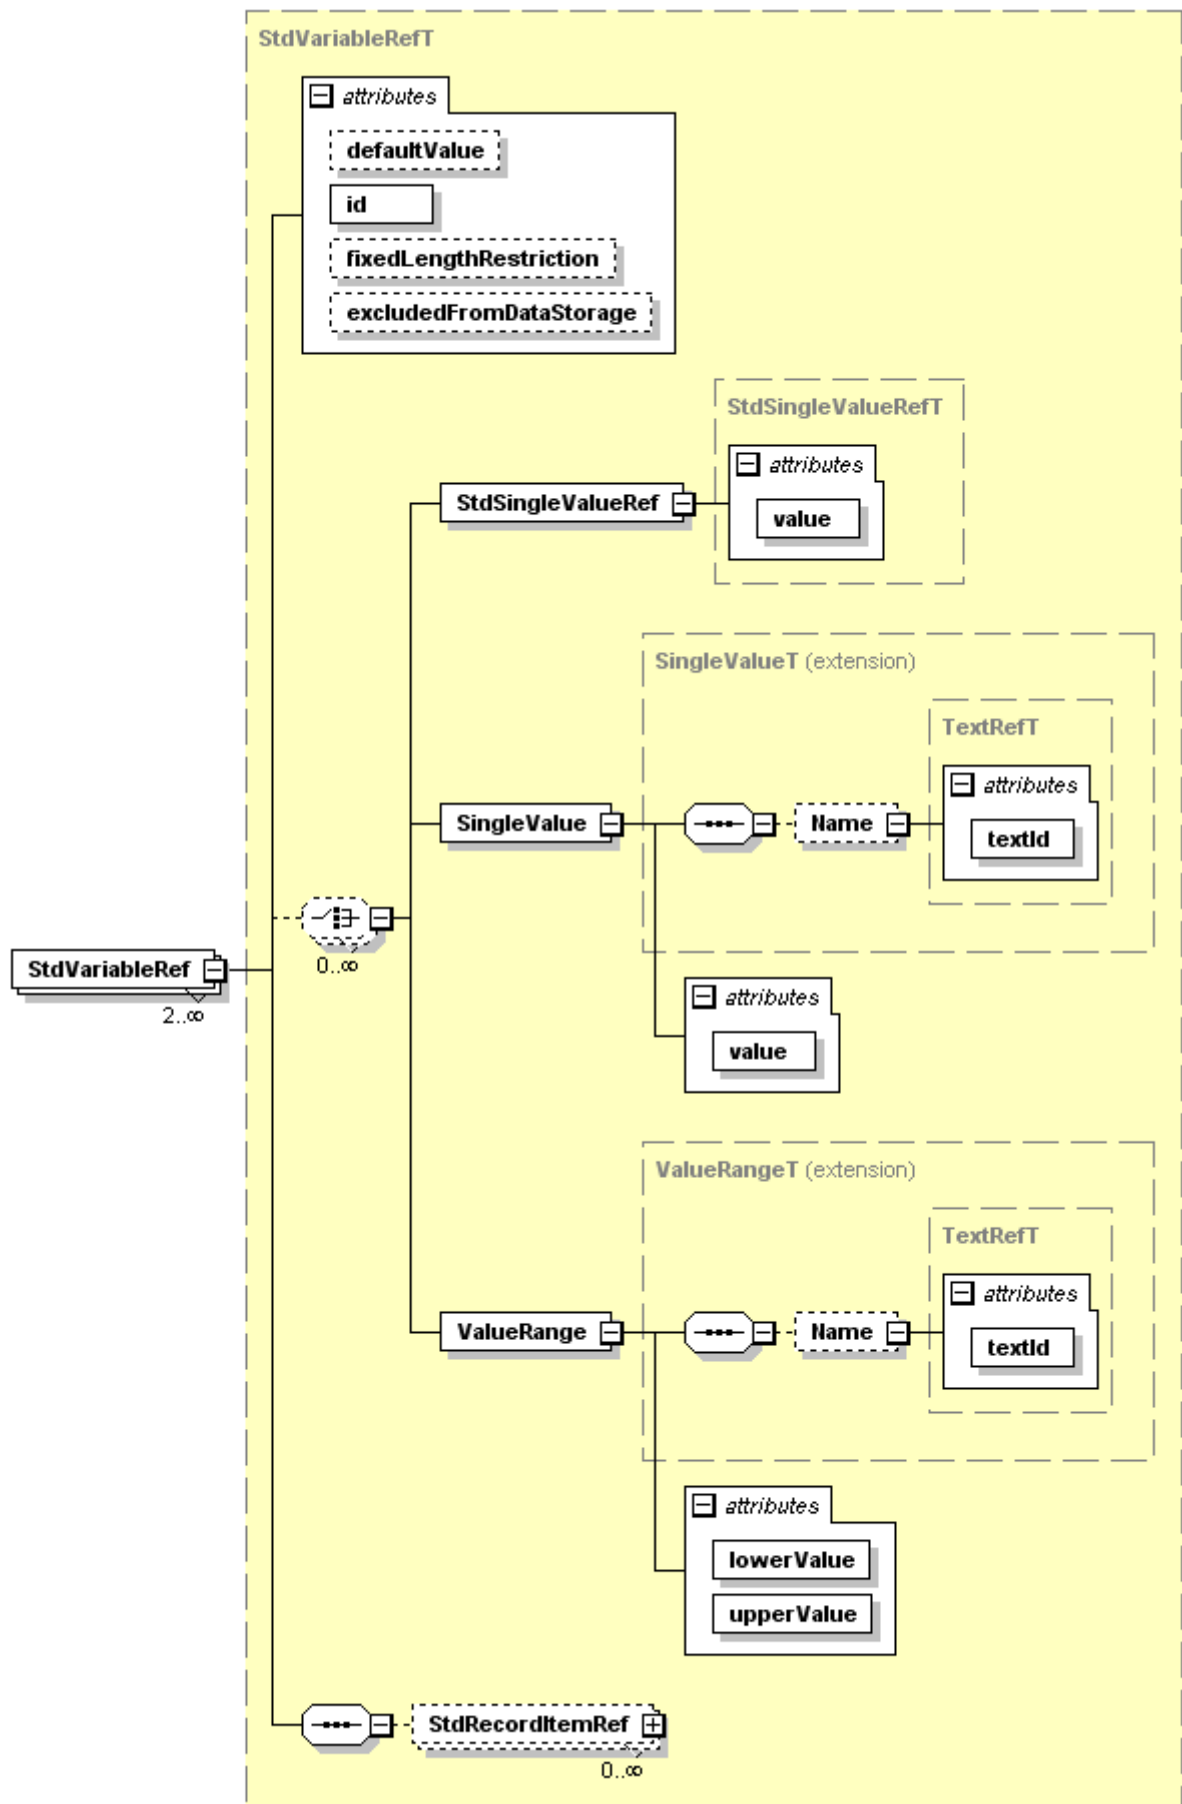 StdVariableRefT
attributes
defaultValue
id
fixedLengthRestriction
excludedFromDataStorage
StdSingleValueRefT
attributes
StdSingleValueRef
value
SingleValueT (extension)
TextRefT
attributes
SingleValue
Name
textId
0..∞
StdVariableRef
2..∞
attributes
value
ValueRangeT (extension)
TextRefT
attributes
ValueRange
Name
textId
attributes
lowerValue
upperValue
StdRecordItemRef
0..∞